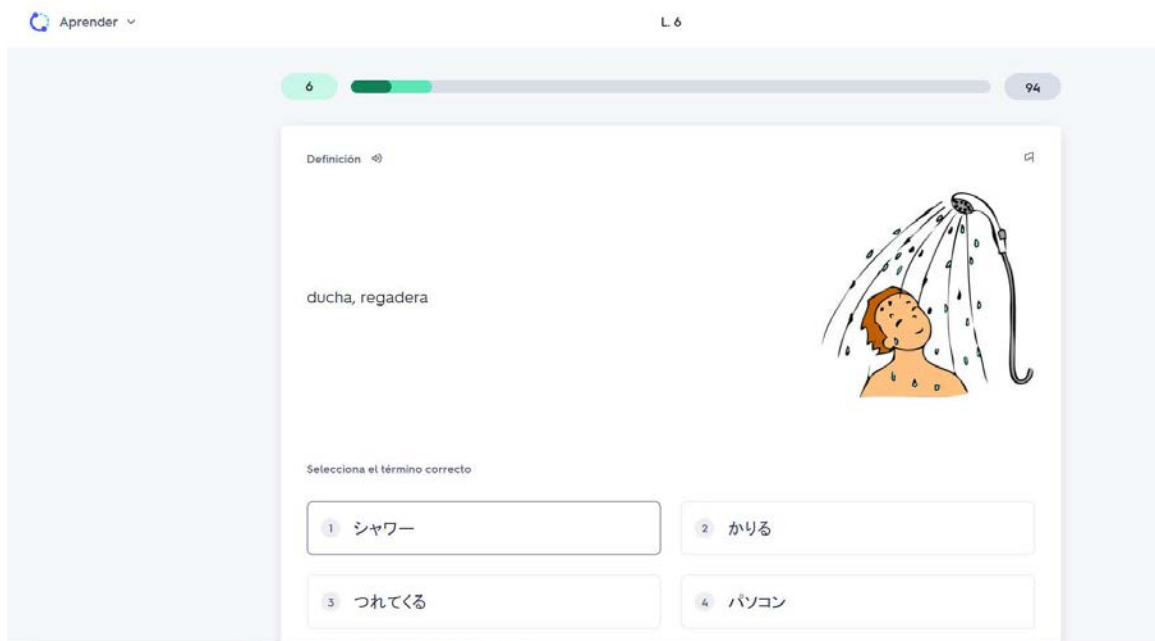 Aprender
L. 6
6
94
Definición
ducha, regadera
Selecciona el término correcto
1 シャワー
2 かりる
3 つれてくる
4 パソコン